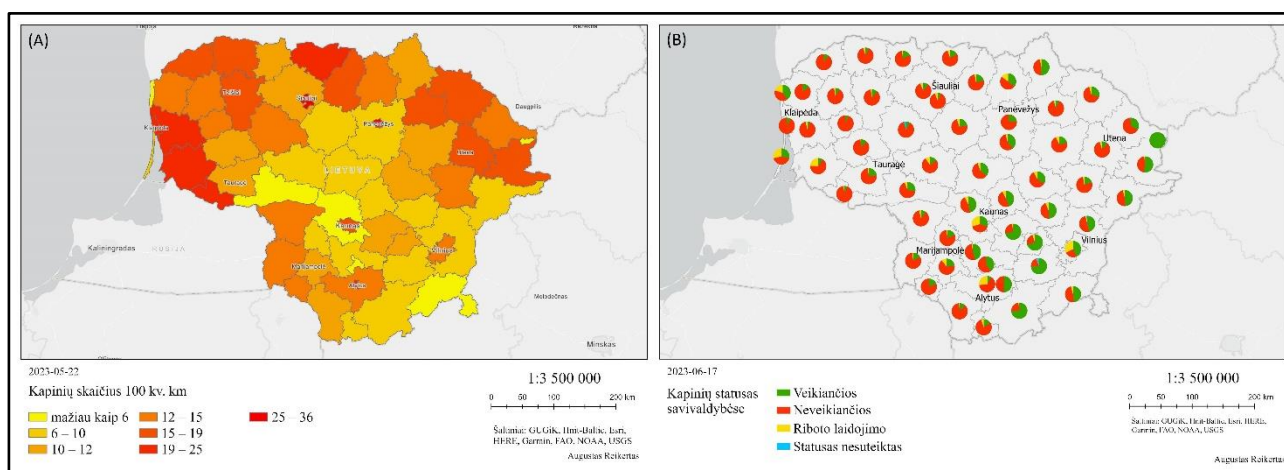 (A)
Daugpilis
Telšiai
Šiauliai
Panevėžys
Klaipėda
Utena
Tauragė
LIETUVA
Kaunas
Kaliningradas
RUSIJA
Vilnius
Marijampolė
Alytus
Maladečnas
Minskas
2023-05-22
1:3 500 000
Kapinių skaičius 100 kv. km
mažiau kaip 6
6 – 10
10 – 12
12 – 15
15 – 19
19 – 25
25 – 36
0 50 100 200 km
Šaltiniai: GUGiK, Hnit-Baltic, Esri,
HERE, Garmin, FAO, NOAA, USGS
Augustas Reikertas
(B)
Šiauliai
Panevėžys
Klaipėda
Utena
Tauragė
Kaunas
Vilnius
Marijampolė
Alytus
2023-06-17
1:3 500 000
Kapinių statusas
savivaldybėse
Veikiančios
Neveikiančios
Riboto laidojimo
Statusas nesuteiktas
0 50 100 200 km
Šaltiniai: GUGiK, Hnit-Baltic, Esri, HERE,
Garmin, FAO, NOAA, USGS
Augustas Reikertas